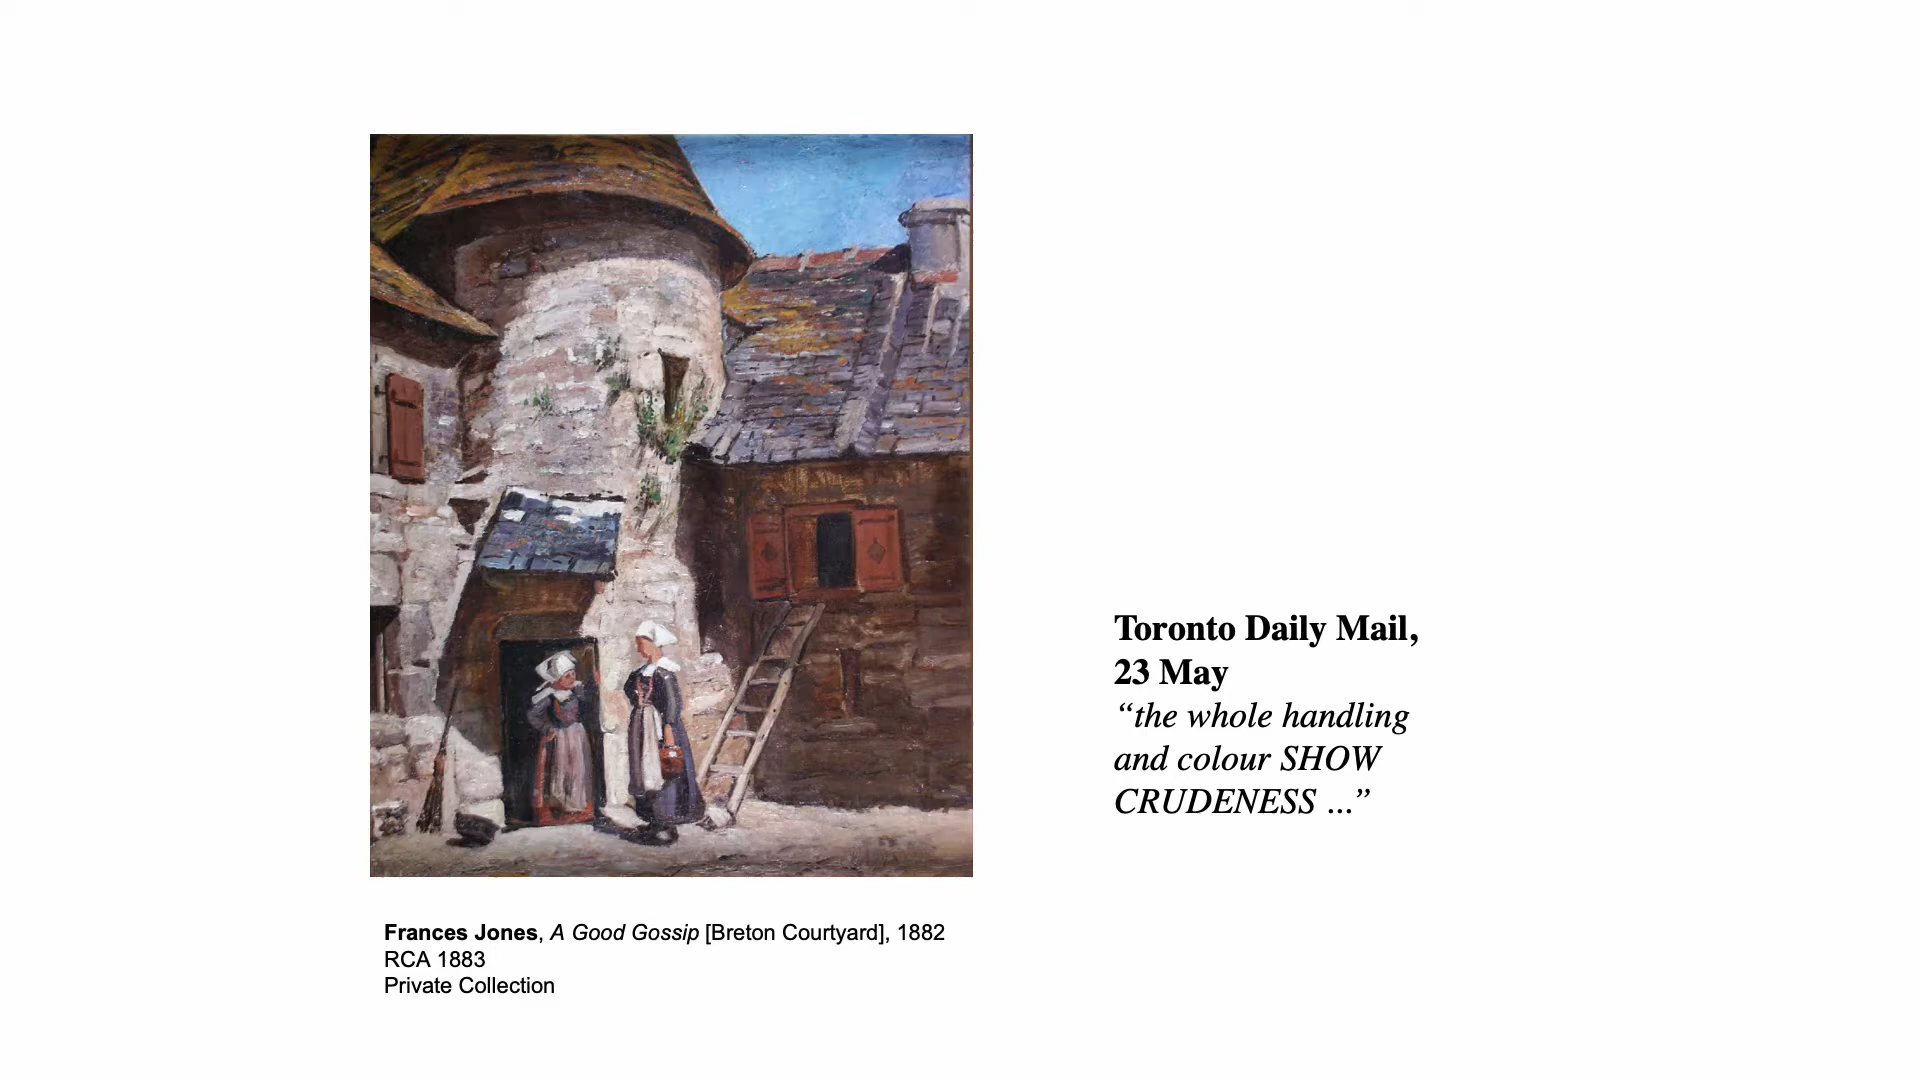 Toronto Daily Mail,
23 May
“the whole handling
and colour SHOW
CRUDENESS ...”
Frances Jones, A Good Gossip [Breton Courtyard], 1882
RCA 1883
Private Collection